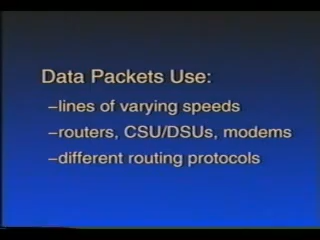 Data Packets Use:
–lines of varying speeds
–routers, CSU/DSUs, modems
–different routing protocols